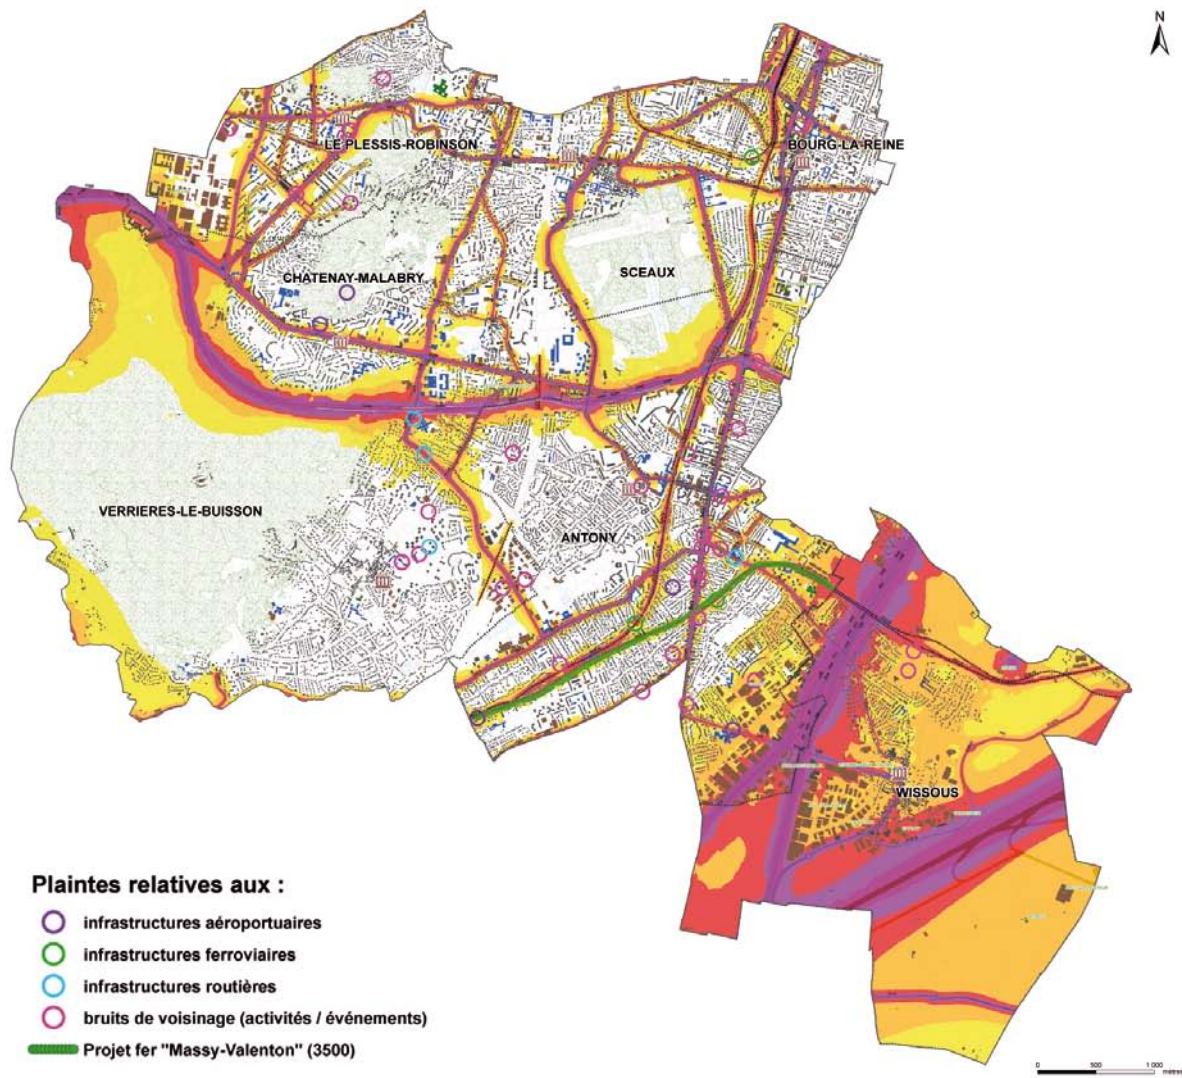 N
LE PLESSIS-ROBINSON
BOURG-LA-REINE
CHATENAY-MALABRY
SCEAUX
VERRIERES-LE-BUISSON
ANTONY
WISSOUS
Plaintes relatives aux :
infrastructures aéroportuaires
infrastructures ferroviaires
infrastructures routières
bruits de voisinage (activités / événements)
Projet fer "Massy-Valenton" (3500)
0 500 1 000
mètres